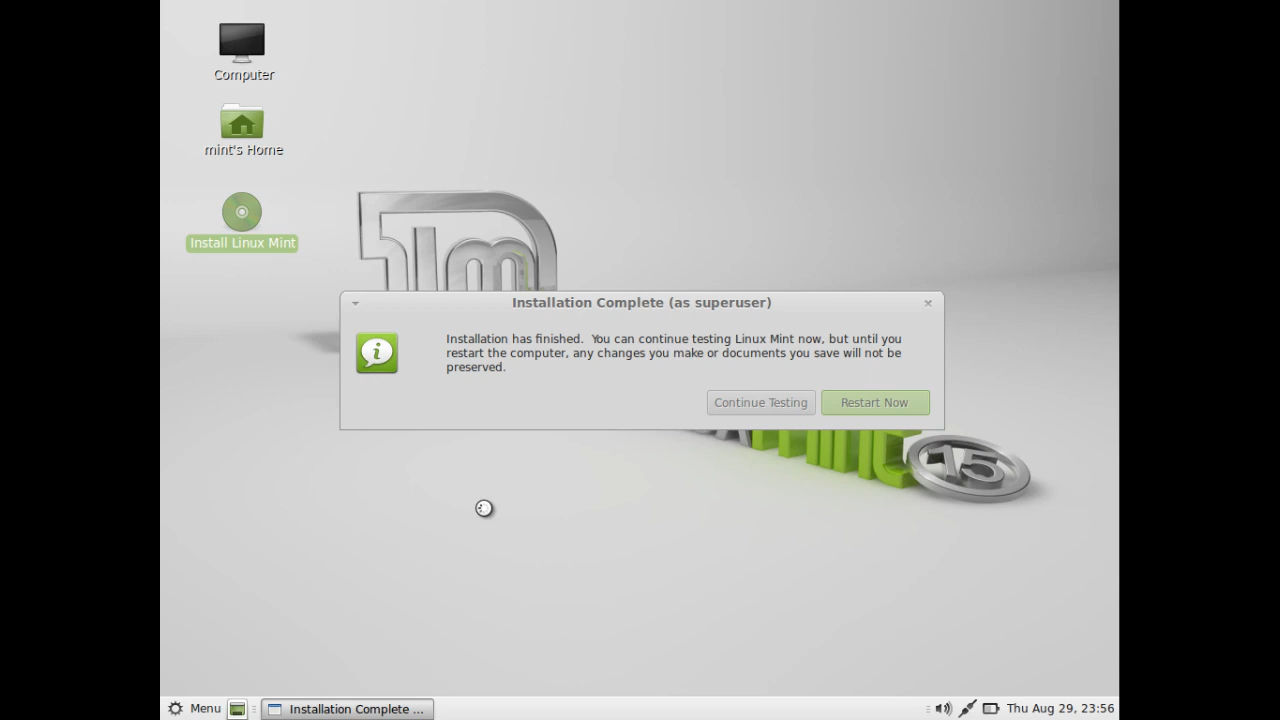 Computer
mint's Home
Install Linux Mint
Installation Complete (as superuser)
Installation has finished.  You can continue testing Linux Mint now, but until you
restart the computer, any changes you make or documents you save will not be
preserved.
Continue Testing
Restart Now
15
Menu
Installation Complete ...
Thu Aug 29, 23:56